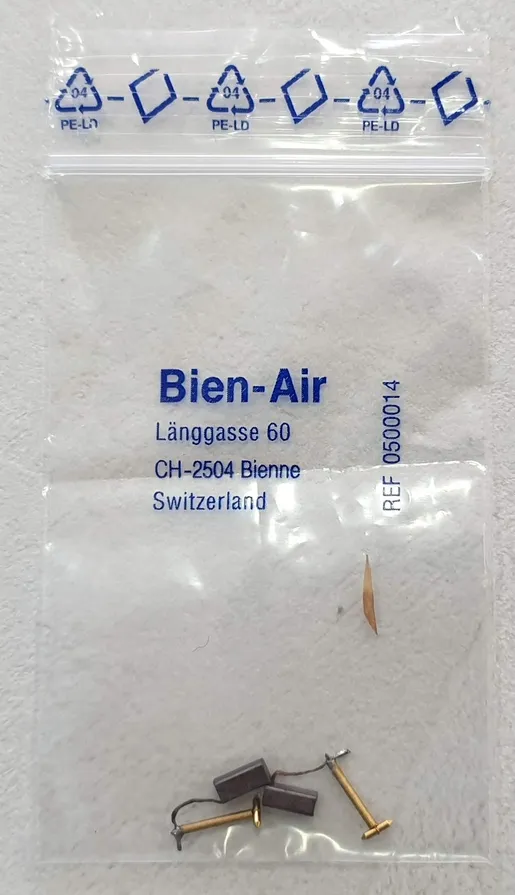 04 04 04
PE-LD PE-LD PE-LD
Bien-Air
Länggasse 60
CH-2504 Bienne
Switzerland
REF 0500014